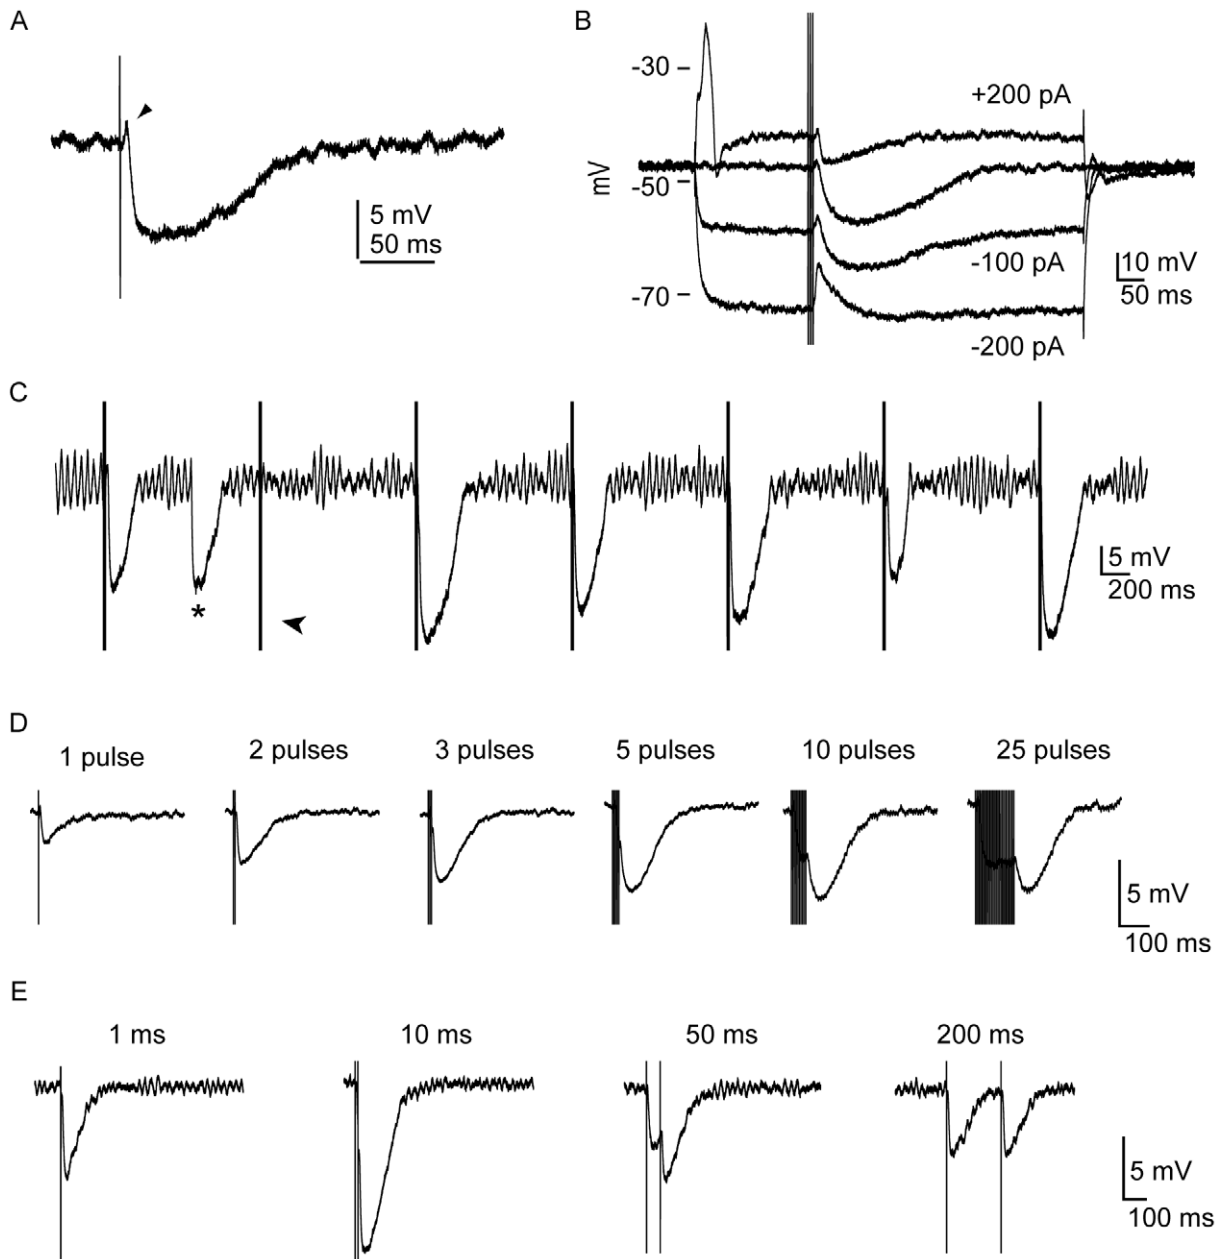 A
5 mV
50 ms
B
-30
-50
-70
mV
+200 pA
-100 pA
-200 pA
10 mV
50 ms
C
*
5 mV
200 ms
D
1 pulse
2 pulses
3 pulses
5 pulses
10 pulses
25 pulses
5 mV
100 ms
E
1 ms
10 ms
50 ms
200 ms
5 mV
100 ms